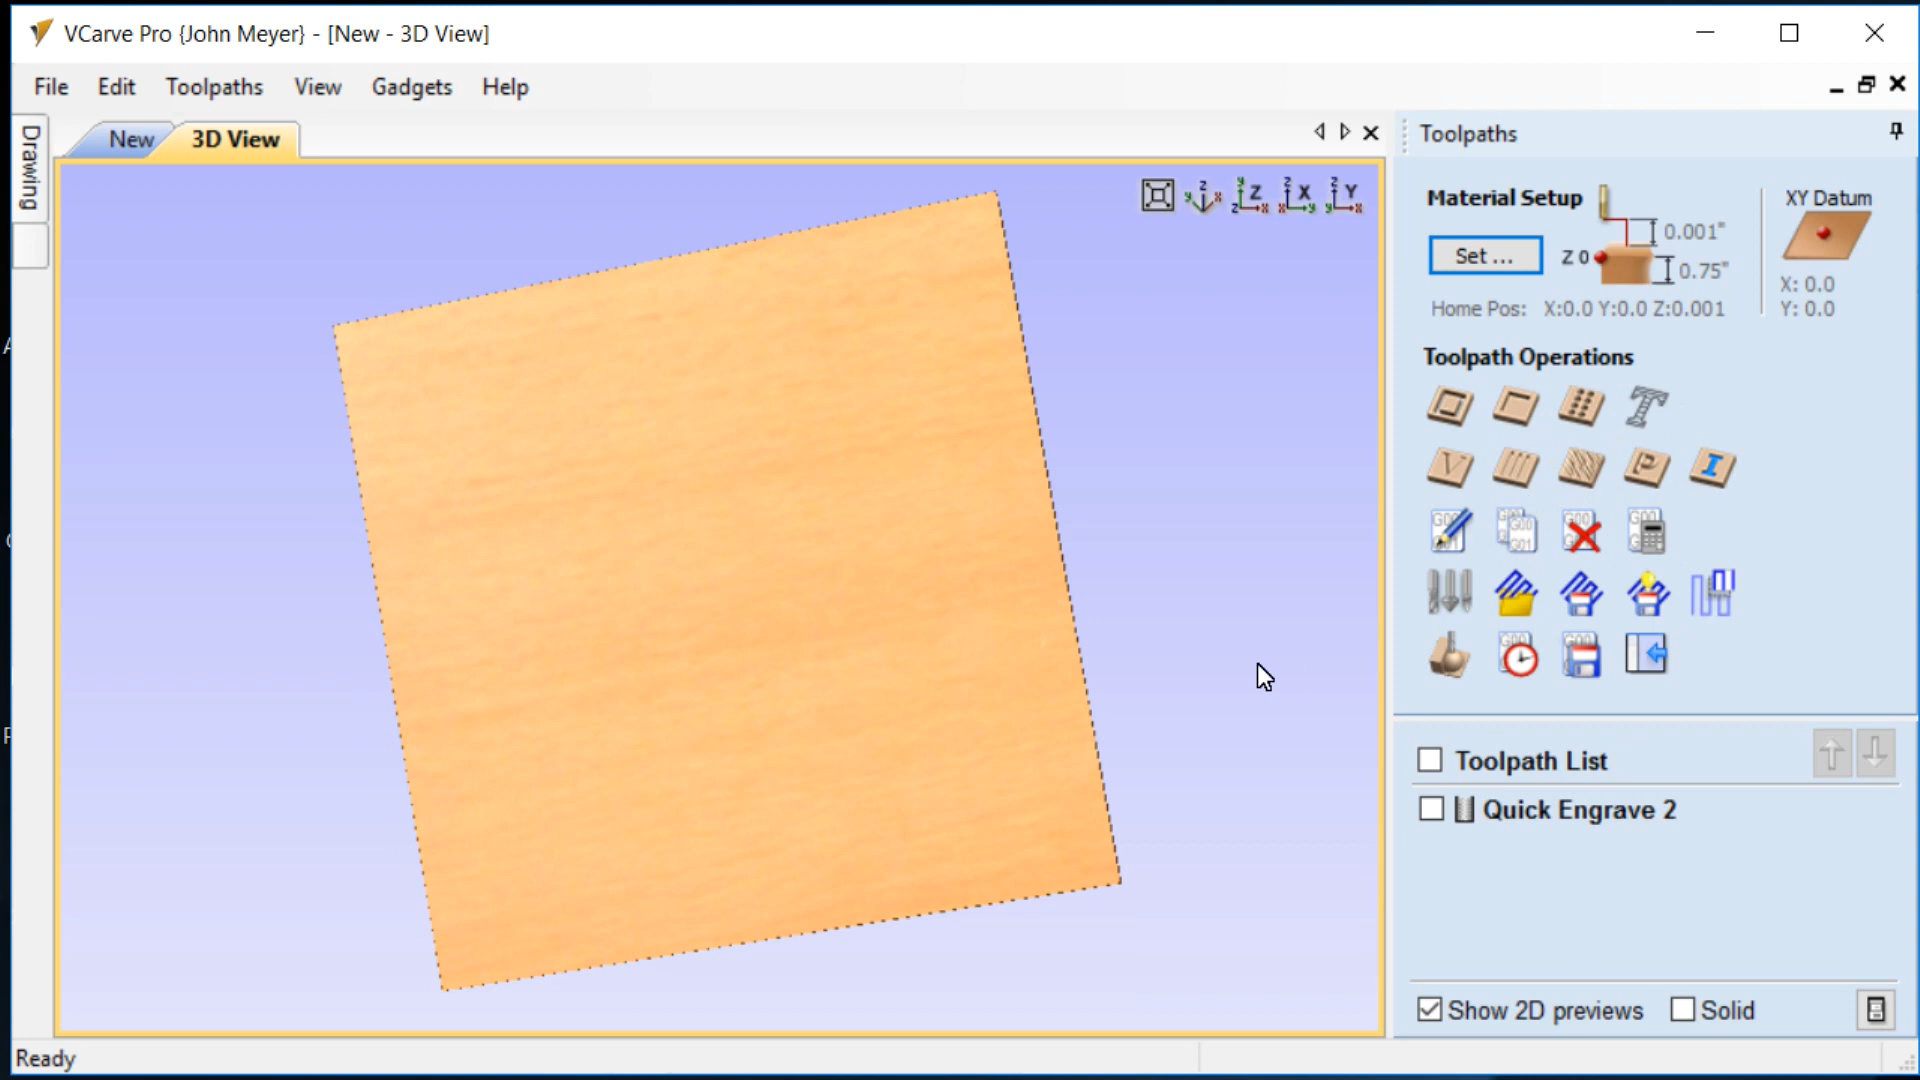 VCarve Pro {John Meyer} - [New - 3D View]
File Edit Toolpaths View Gadgets Help
Drawing
New 3D View
z x
y Z z x
z X x y
z Y y x
Toolpaths
Material Setup
XY Datum
Set ...
0.001"
Z 0
0.75"
Home Pos: X:0.0 Y:0.0 Z:0.001
X: 0.0
Y: 0.0
Toolpath Operations
Toolpath List
Quick Engrave 2
Show 2D previews Solid
Ready